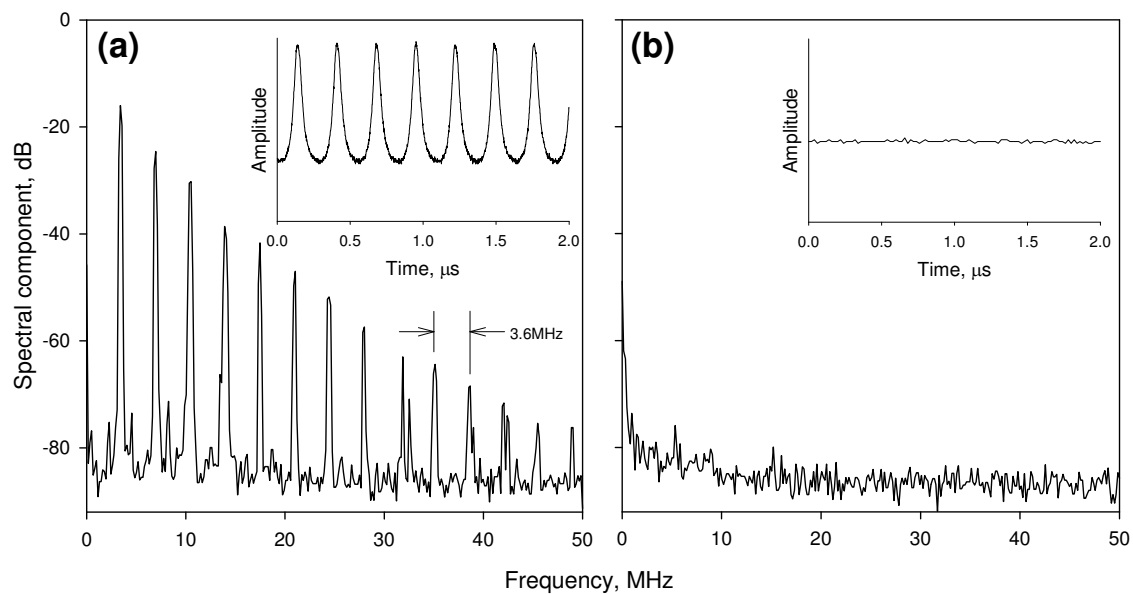 (a)
(b)
0
-20
-40
-60
-80
Spectral component, dB
Amplitude
0.0 0.5 1.0 1.5 2.0
Time, μs
3.6MHz
0 10 20 30 40 50
Amplitude
0.0 0.5 1.0 1.5 2.0
Time, μs
0 10 20 30 40 50
Frequency, MHz